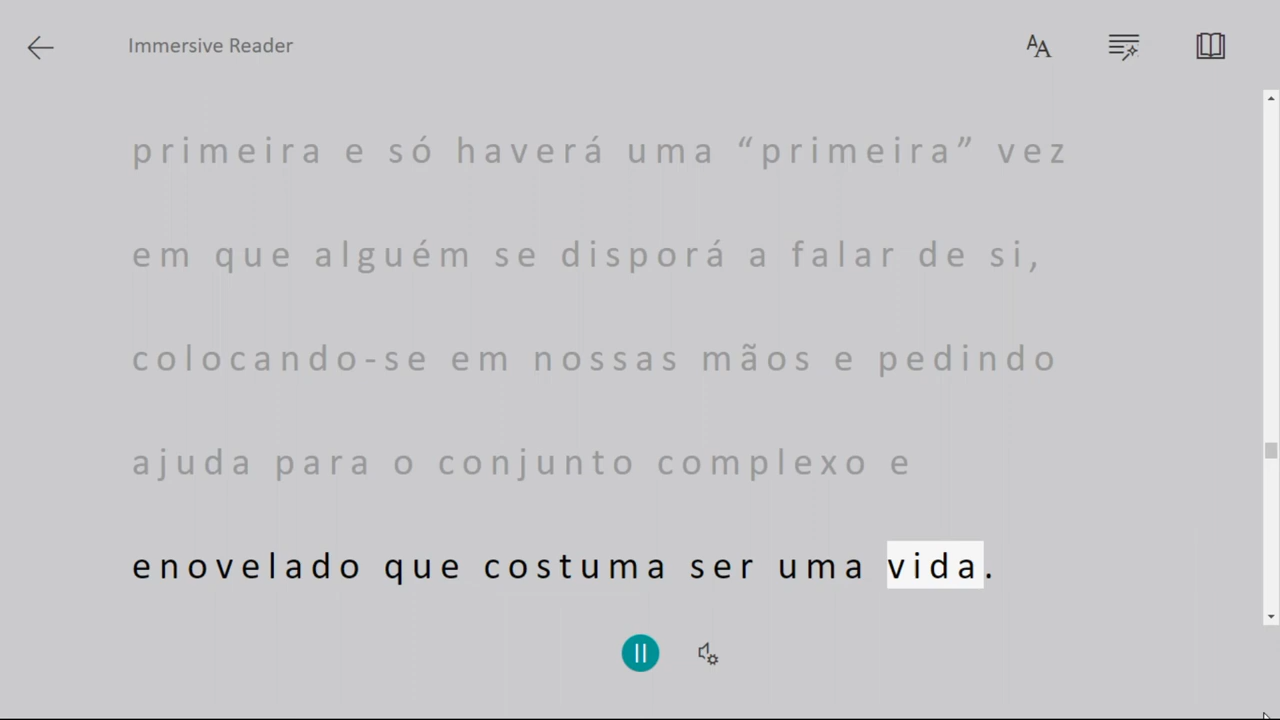 Immersive Reader
primeira e só haverá uma “primeira” vez
em que alguém se disporá a falar de si,
colocando-se em nossas mãos e pedindo
ajuda para o conjunto complexo e
enovelado que costuma ser uma vida.